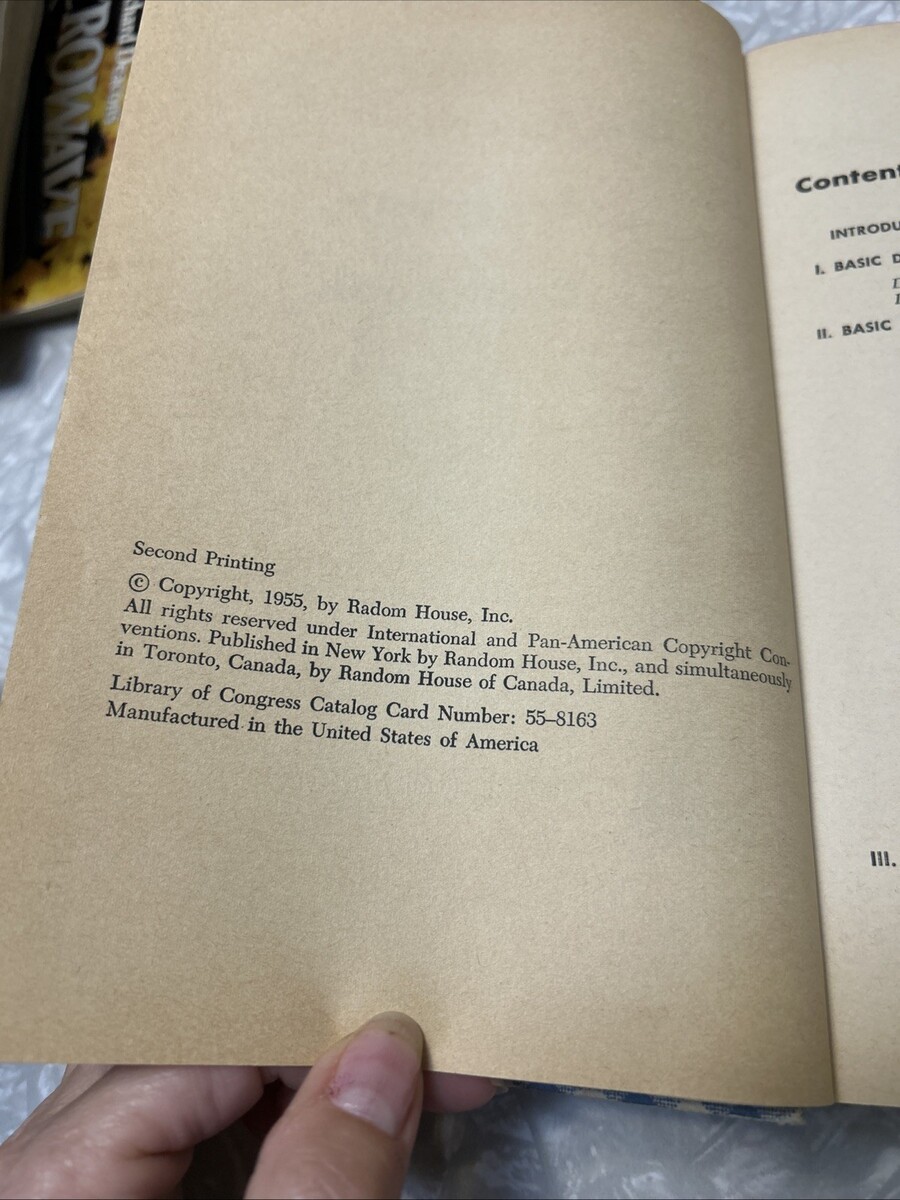 ROWAVE
Second Printing
© Copyright, 1955, by Radom House, Inc.
All rights reserved under International and Pan-American Copyright Con-
ventions. Published in New York by Random House, Inc., and simultaneously
in Toronto, Canada, by Random House of Canada, Limited.
Library of Congress Catalog Card Number: 55–8163
Manufactured in the United States of America
Content
INTRODU
I. BASIC D
II. BASIC
III.